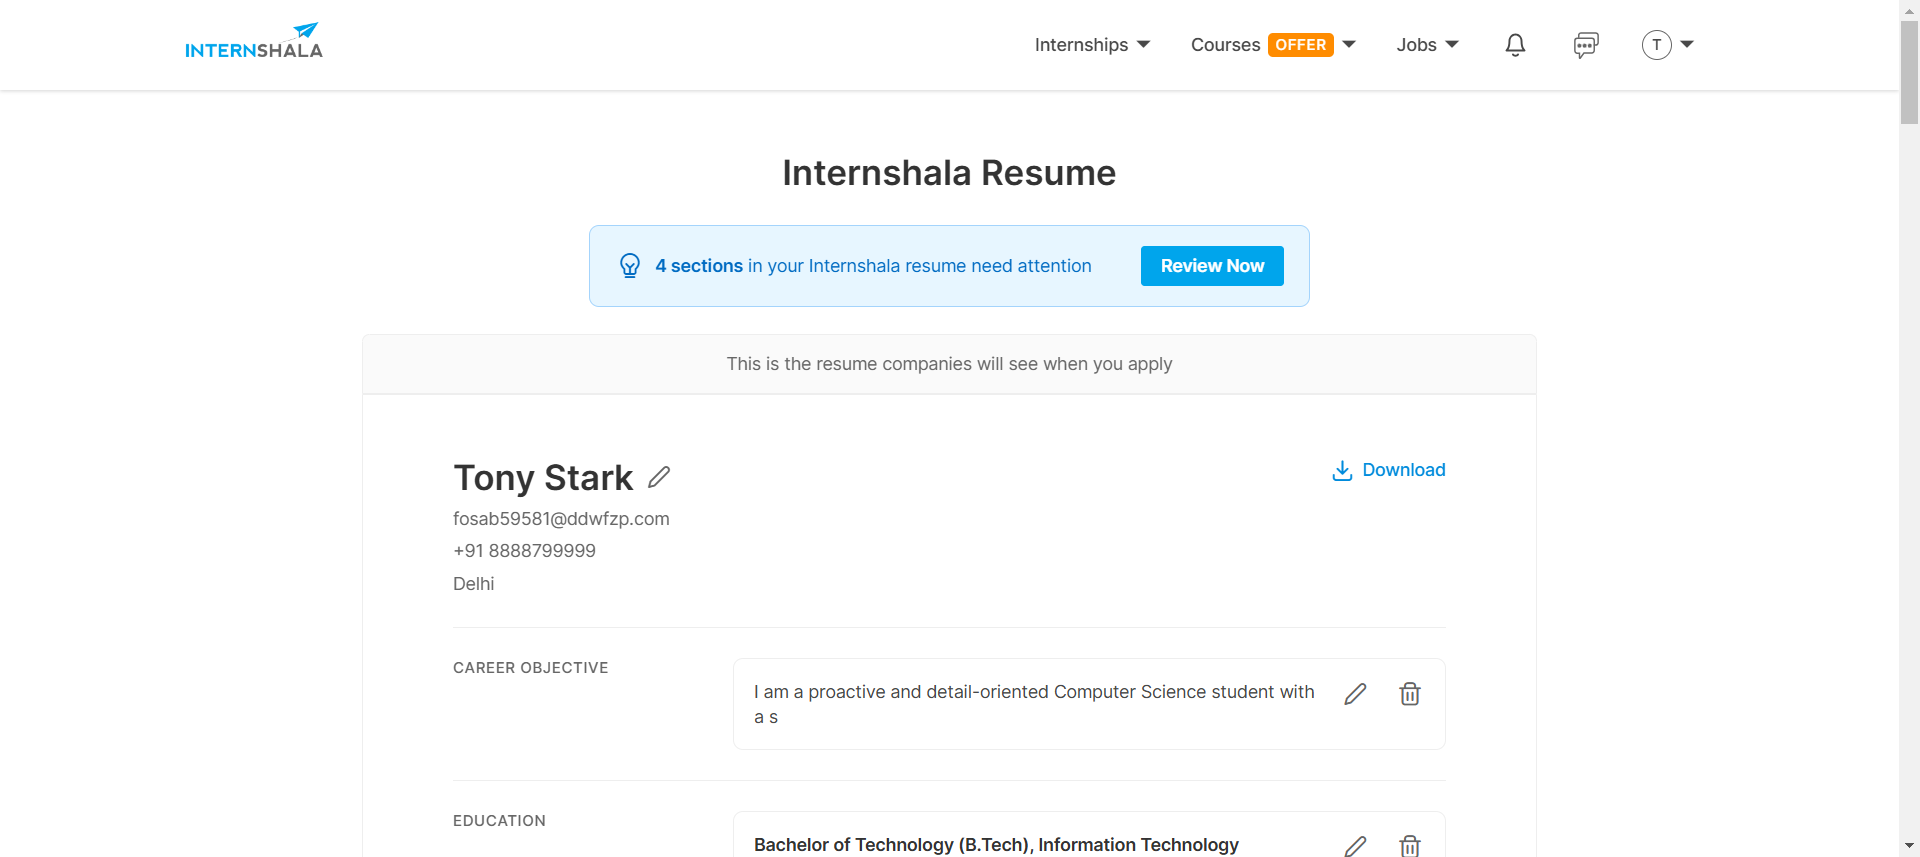 INTERNSHALA
Internships
Courses OFFER
Jobs
T
Internshala Resume
4 sections in your Internshala resume need attention
Review Now
This is the resume companies will see when you apply
Tony Stark
Download
fosab59581@ddwfzp.com
+91 8888799999
Delhi
CAREER OBJECTIVE
I am a proactive and detail-oriented Computer Science student with
a s
EDUCATION
Bachelor of Technology (B.Tech), Information Technology